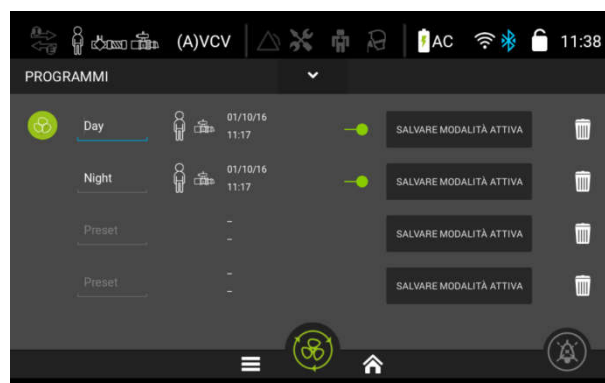 (A)VCV AC 11:38
PROGRAMMI
Day 01/10/16 11:17 SALVARE MODALITÀ ATTIVA
Night 01/10/16 11:17 SALVARE MODALITÀ ATTIVA
Preset – – SALVARE MODALITÀ ATTIVA
Preset – – SALVARE MODALITÀ ATTIVA